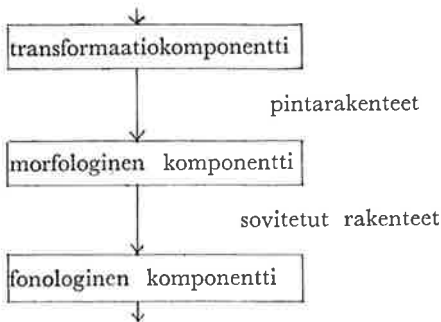 transformaatiokomponentti
pintarakenteet
morfologinen komponentti
sovitetut rakenteet
fonologinen komponentti